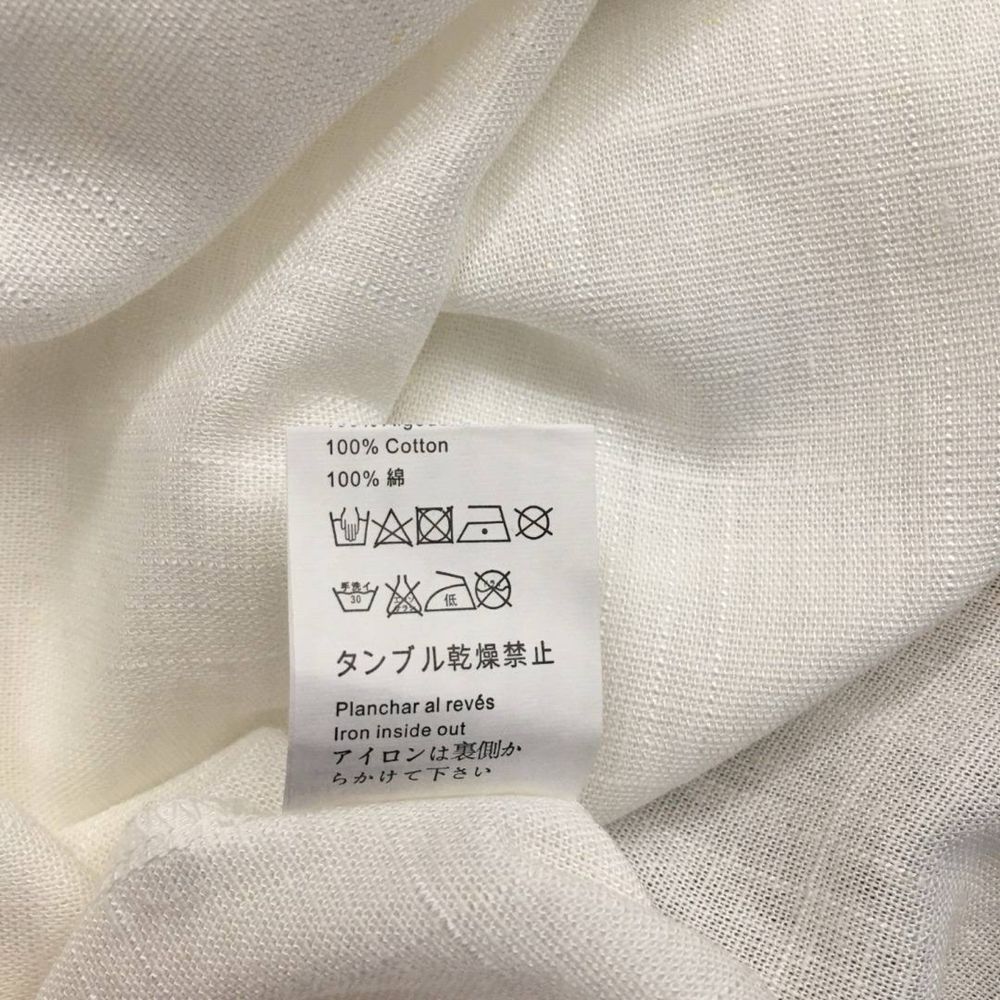 100% Cotton
100% 綿
手洗イ
30
低
タンブル乾燥禁止
Planchar al revés
Iron inside out
アイロンは裏側か
らかけて下さい